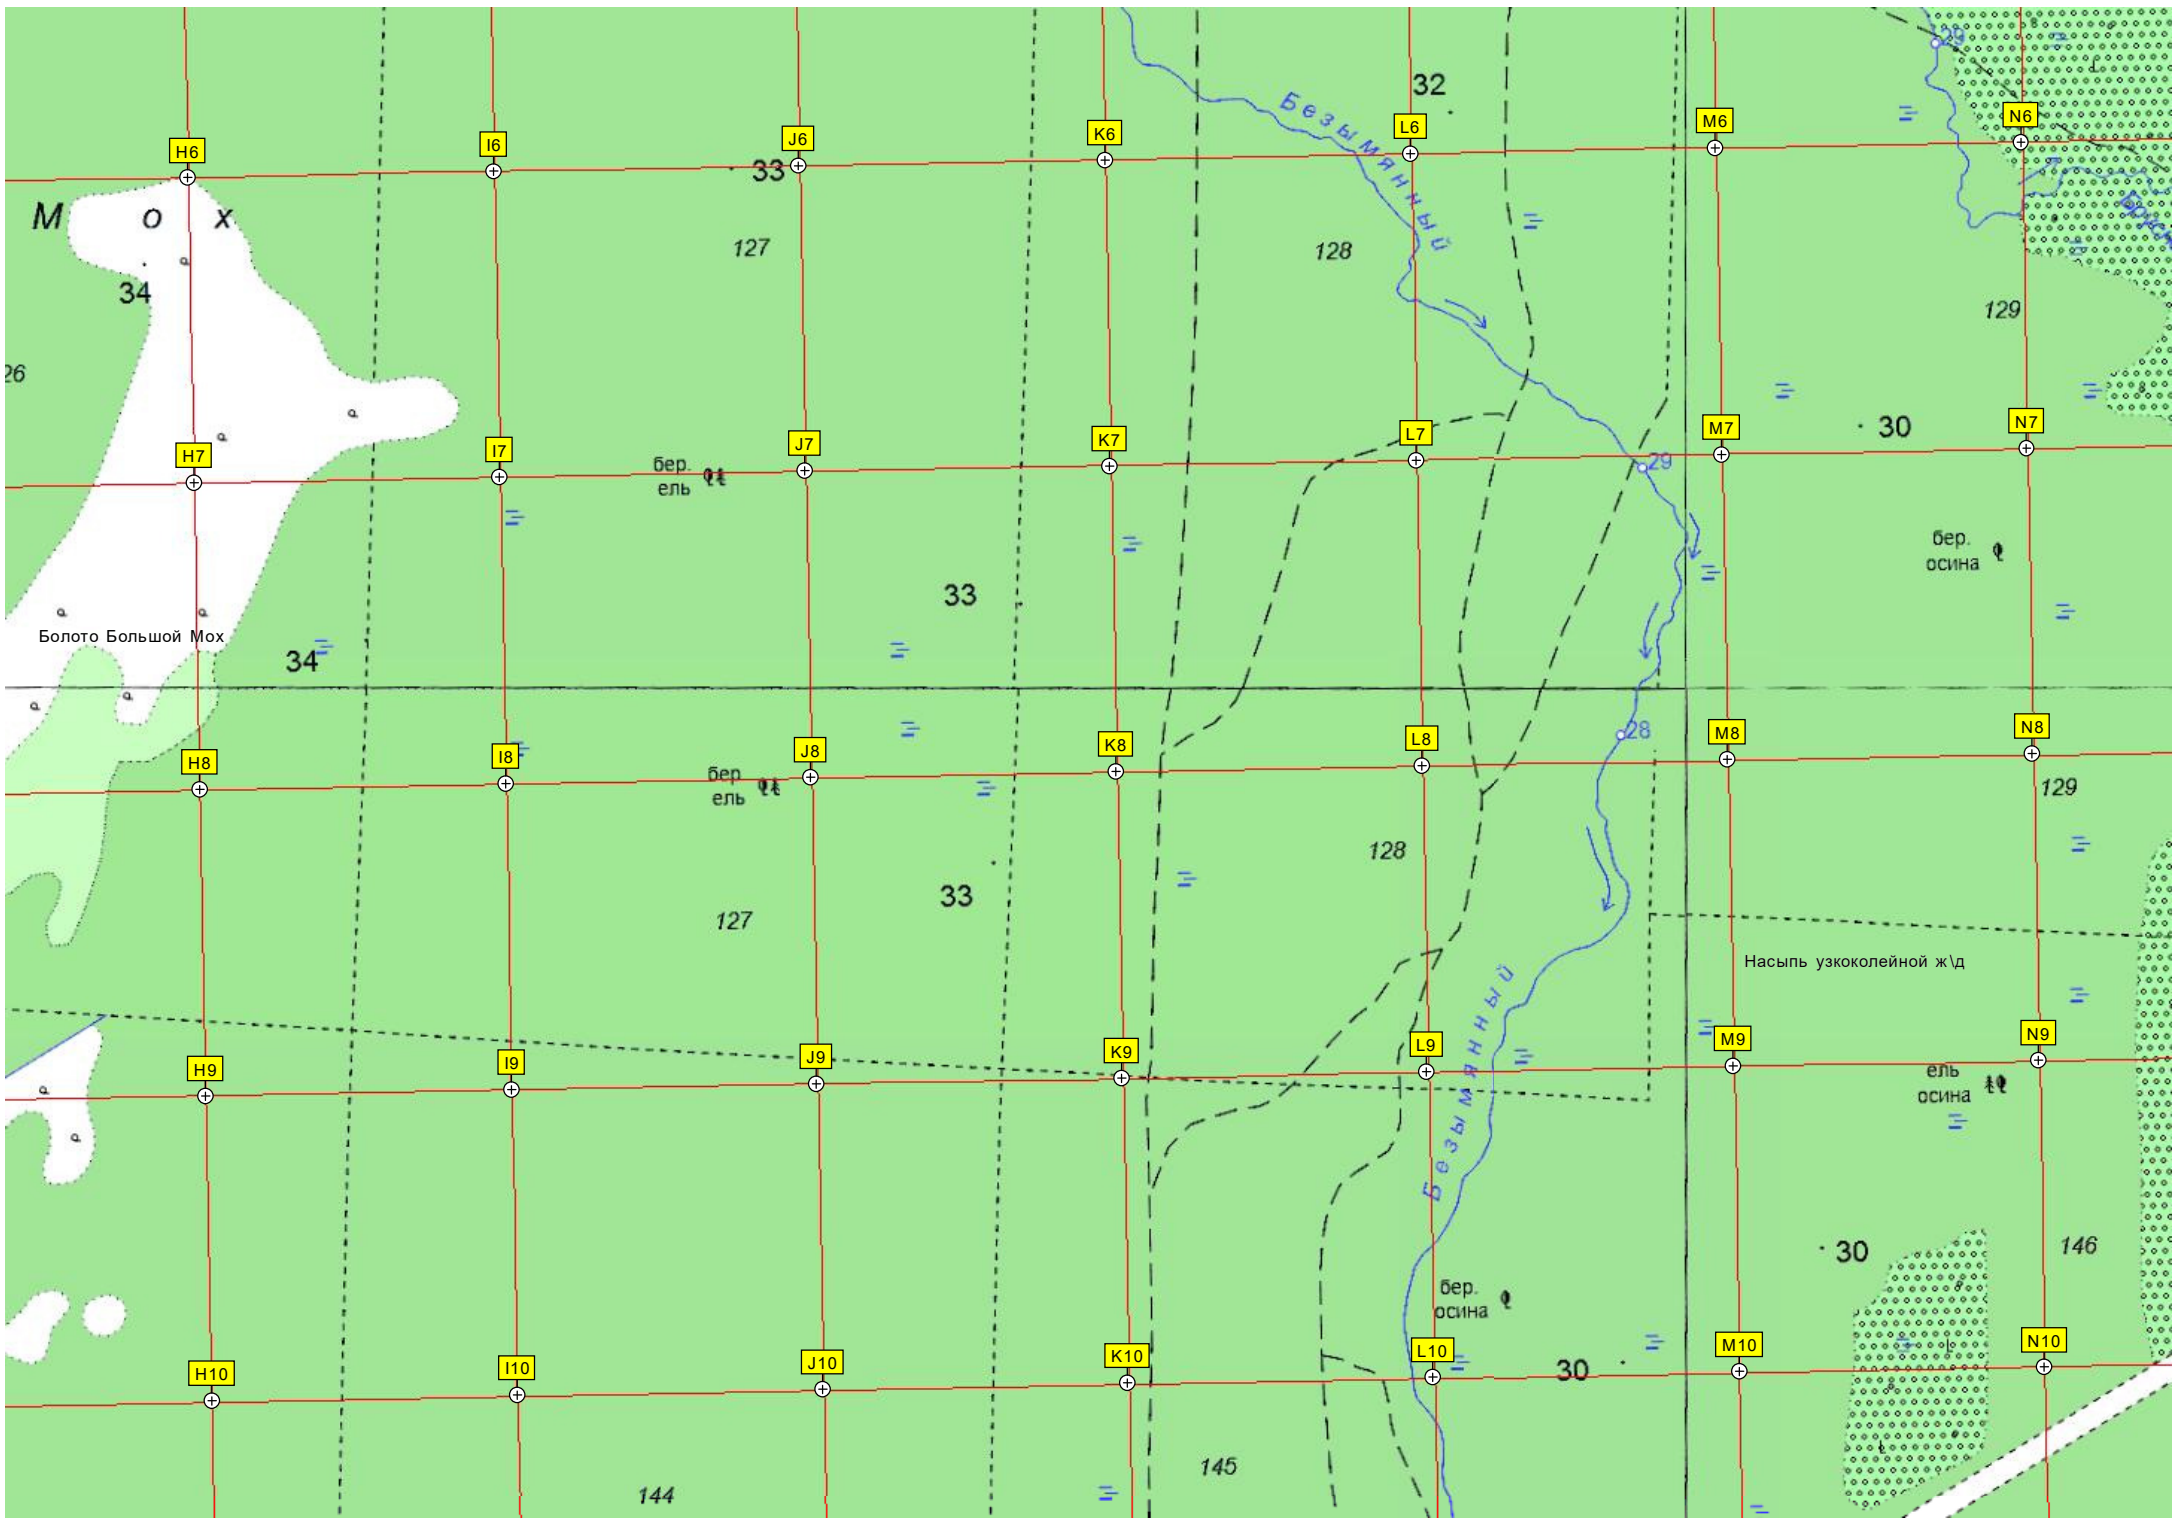 32
Безымянный
29
H6
I6
J6
K6
L6
M6
N6
33
М о х
127
128
34
129
26
30
H7
I7
J7
K7
L7
M7
N7
бер.
ель
29
бер.
осина
33
Болото Большой Мох
34
28
H8
I8
J8
K8
L8
M8
N8
бер.
ель
129
128
33
127
Насыпь узкоколейной ж\д
Безымянный
H9
I9
J9
K9
L9
M9
N9
ель
осина
30
146
бер.
осина
H10
I10
J10
K10
L10
M10
N10
30
145
144